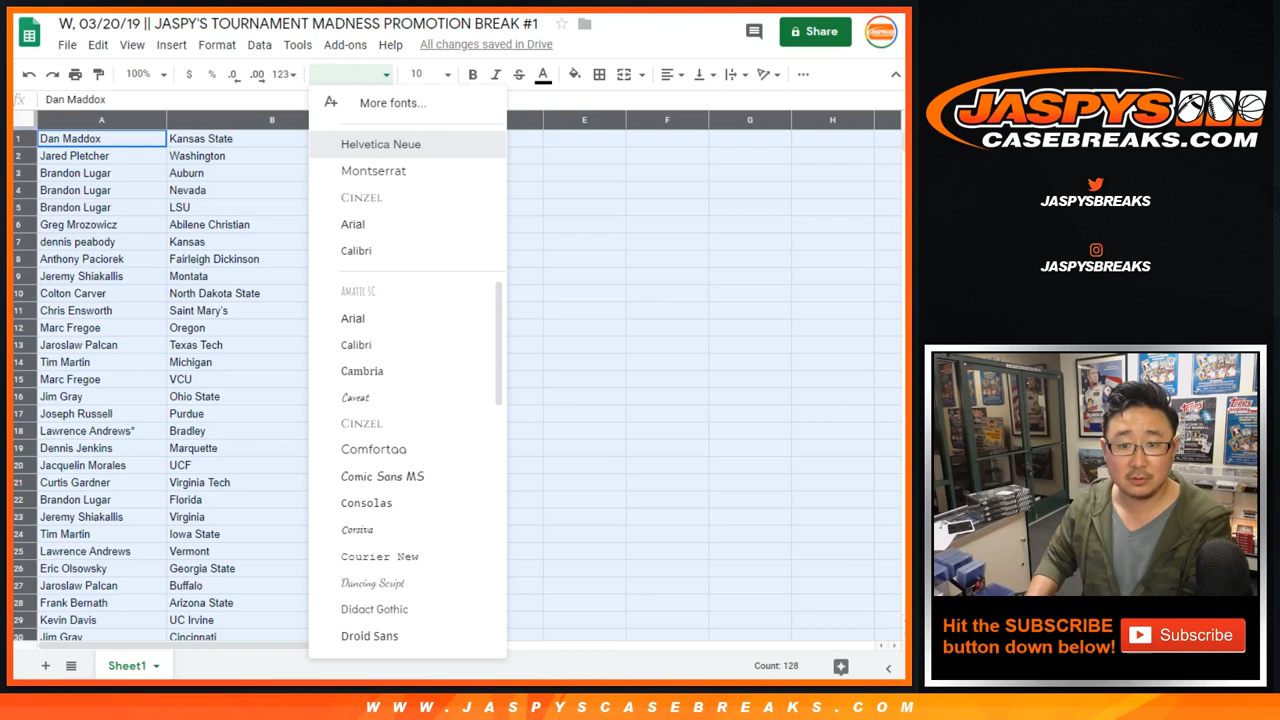 W, 03/20/19 || JASPY'S TOURNAMENT MADNESS PROMOTION BREAK #1
File Edit View Insert Format Data Tools Add-ons Help All changes saved in Drive
Share
100% $ % .0 .00 123 10 B I S A
fx Dan Maddox
More fonts...
Helvetica Neue
Montserrat
CINZEL
Arial
Calibri
AMATIC SC
Arial
Calibri
Cambria
Caveat
CINZEL
Comfortaa
Comic Sans MS
Consolas
Corsiva
Courier New
Dancing Script
Didact Gothic
Droid Sans
A B E F G H
1 Dan Maddox Kansas State
2 Jared Pletcher Washington
3 Brandon Lugar Auburn
4 Brandon Lugar Nevada
5 Brandon Lugar LSU
6 Greg Mrozowicz Abilene Christian
7 dennis peabody Kansas
8 Anthony Paciorek Fairleigh Dickinson
9 Jeremy Shiakallis Montata
10 Colton Carver North Dakota State
11 Chris Ensworth Saint Mary's
12 Marc Fregoe Oregon
13 Jaroslaw Palcan Texas Tech
14 Tim Martin Michigan
15 Marc Fregoe VCU
16 Jim Gray Ohio State
17 Joseph Russell Purdue
18 Lawrence Andrews* Bradley
19 Dennis Jenkins Marquette
20 Jacquelin Morales UCF
21 Curtis Gardner Virginia Tech
22 Brandon Lugar Florida
23 Jeremy Shiakallis Virginia
24 Tim Martin Iowa State
25 Lawrence Andrews Vermont
26 Eric Olsowsky Georgia State
27 Jaroslaw Palcan Buffalo
28 Frank Bernath Arizona State
29 Kevin Davis UC Irvine
30 Jim Gray Cincinnati
Sheet1
Count: 128
JASPYS
CASEBREAKS.COM
JASPYSBREAKS
JASPYSBREAKS
Topps
Hit the SUBSCRIBE
button down below!
Subscribe
WWW.JASPYSCASEBREAKS.COM